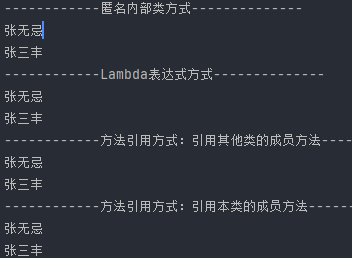 ------------匿名内部类方式--------------
张无忌
张三丰
------------Lambda表达式方式--------------
张无忌
张三丰
------------方法引用方式：引用其他类的成员方法----
张无忌
张三丰
------------方法引用方式：引用本类的成员方法------
张无忌
张三丰